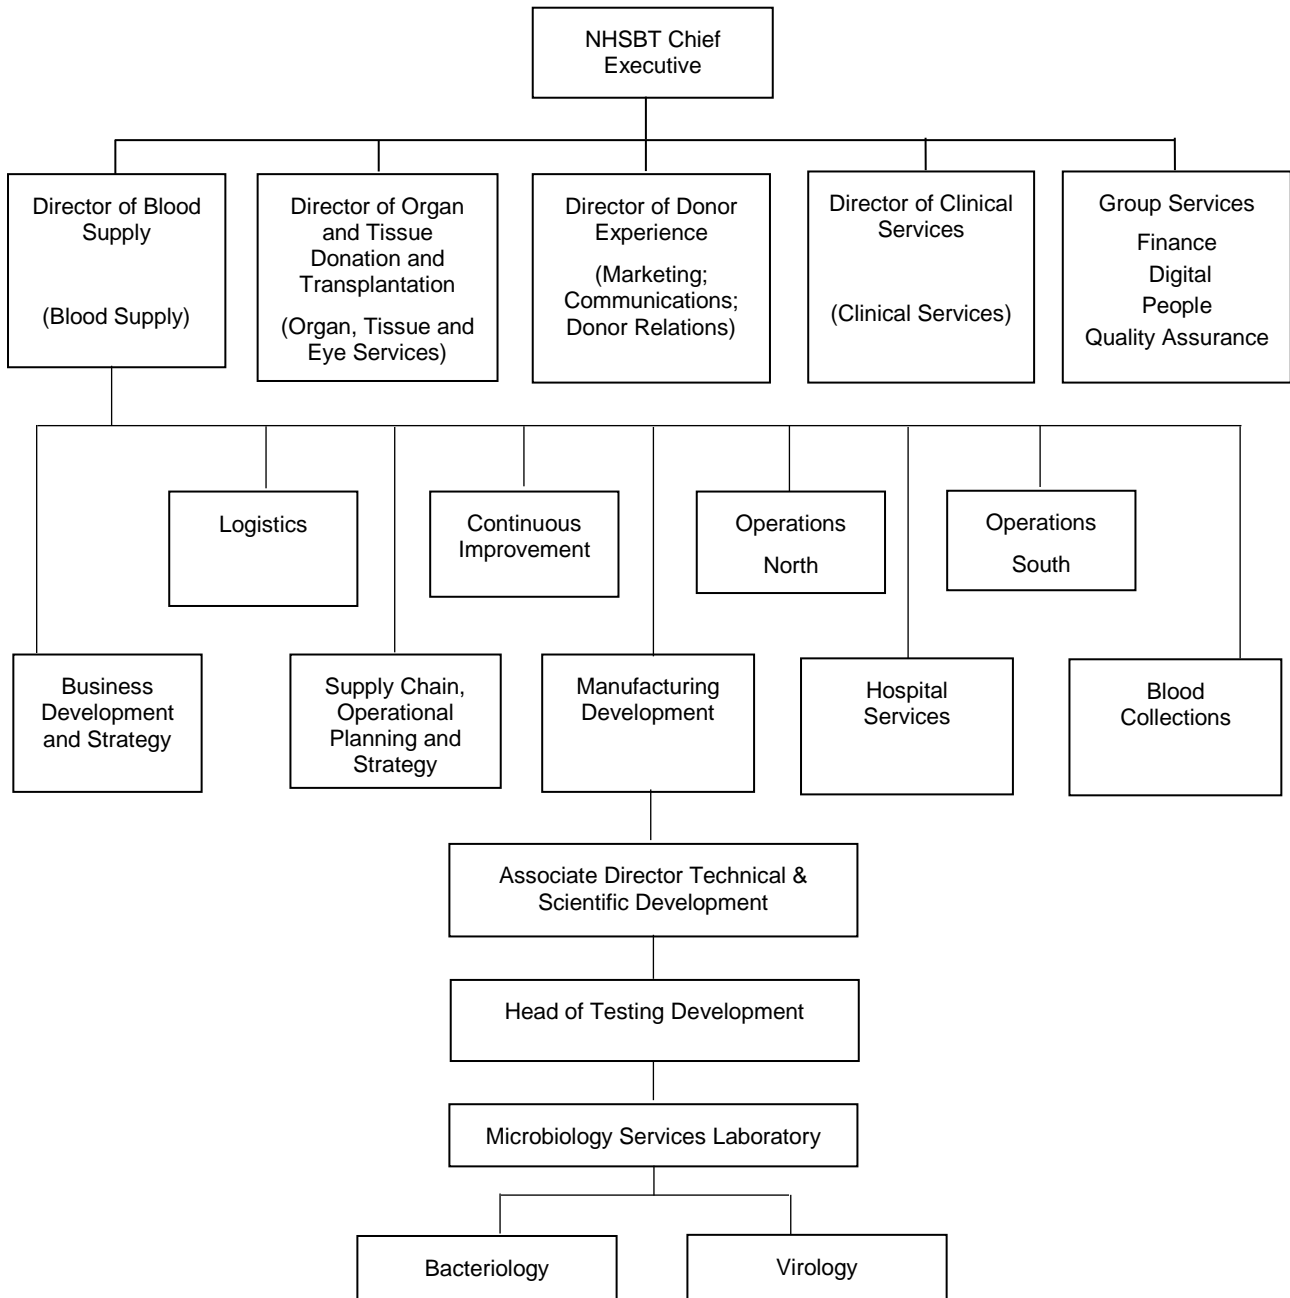 NHSBT Chief
Executive
Director of Blood
Supply
(Blood Supply)
Director of Organ
and Tissue
Donation and
Transplantation
(Organ, Tissue and
Eye Services)
Director of Donor
Experience
(Marketing;
Communications;
Donor Relations)
Director of Clinical
Services
(Clinical Services)
Group Services
Finance
Digital
People
Quality Assurance
Logistics
Continuous
Improvement
Operations
North
Operations
South
Business
Development
and Strategy
Supply Chain,
Operational
Planning and
Strategy
Manufacturing
Development
Hospital
Services
Blood
Collections
Associate Director Technical &
Scientific Development
Head of Testing Development
Microbiology Services Laboratory
Bacteriology
Virology